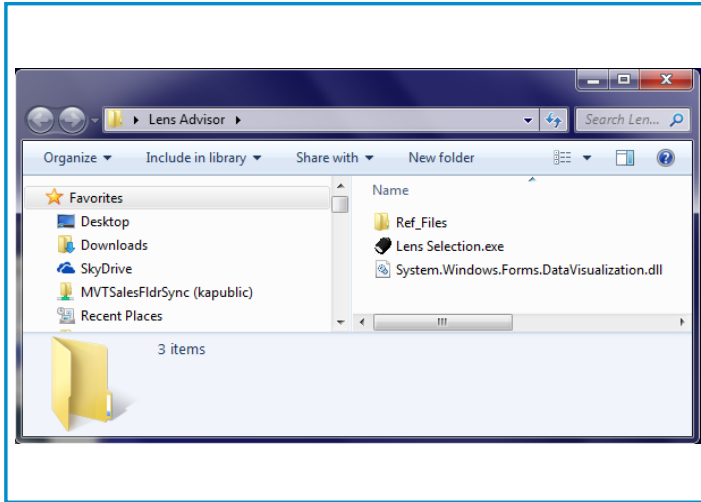 Lens Advisor
Search Len...
Organize Include in library Share with New folder
Favorites
Desktop
Downloads
SkyDrive
MVTSalesFldrSync (kapublic)
Recent Places
Name
Ref_Files
Lens Selection.exe
System.Windows.Forms.DataVisualization.dll
3 items